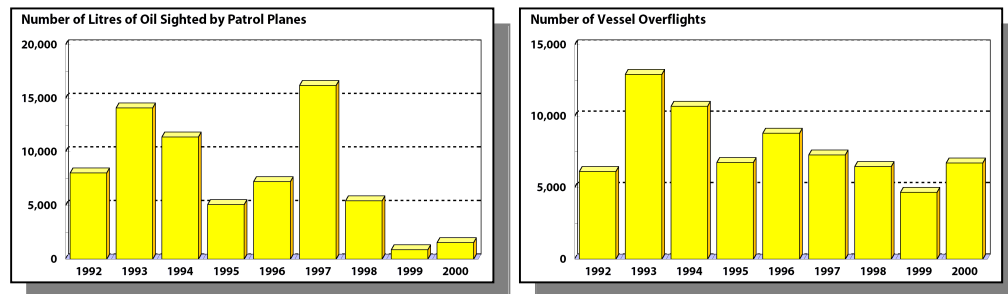 Number of Litres of Oil Sighted by Patrol Planes
20,000
15,000
10,000
5,000
0
1992 1993 1994 1995 1996 1997 1998 1999 2000
Number of Vessel Overflights
15,000
10,000
5,000
0
1992 1993 1994 1995 1996 1997 1998 1999 2000